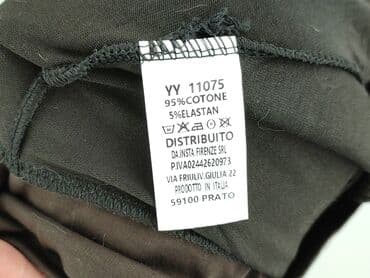 YY 11075
95%COTONE
5%ELASTAN
DISTRIBUITO
DA.INSTA FIRENZE SRL
P.IVA02442620973
VIA FRIULIV.GIULIA 22
PRODOTTO IN ITALIA
59100 PRATO